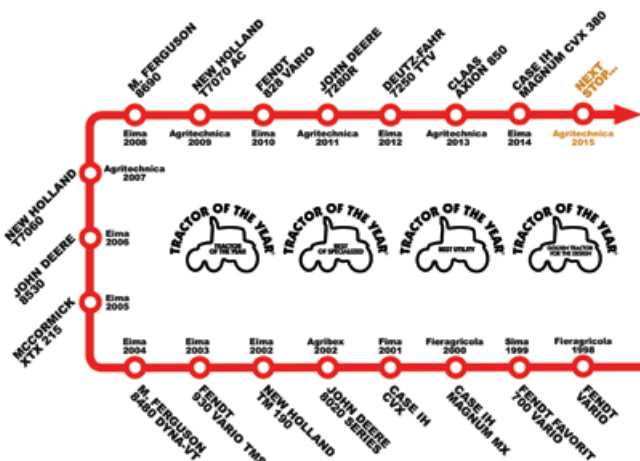 M. FERGUSON
8690
NEW HOLLAND
T7070 AC
FENDT
828 VARIO
JOHN DEERE
7280R
DEUTZ-FAHR
7250 TTV
CLAAS
AXION 850
CASE IH
MAGNUM CVX 380
NEXT
STOP...
Eima
2008
Agritechnica
2009
Eima
2010
Agritechnica
2011
Eima
2012
Agritechnica
2013
Eima
2014
Agritechnica
2015
NEW HOLLAND
T7060
Agritechnica
2007
JOHN DEERE
8530
Eima
2006
MCCORMICK
XTX 215
Eima
2005
TRACTOR OF THE YEAR
TRACTOR
OF THE YEAR
TRACTOR OF THE YEAR
BEST
OF SPECIALIZED
TRACTOR OF THE YEAR
BEST UTILITY
TRACTOR OF THE YEAR
GOLDEN TRACTOR
FOR THE DESIGN
Eima
2004
Eima
2003
Eima
2002
Agribex
2002
Fima
2001
Fieragricola
2000
Sima
1999
Fieragricola
1998
M. FERGUSON
8480 DYNA-VT
FENDT
930 VARIO TMS
NEW HOLLAND
TM 190
JOHN DEERE
8020 SERIES
CASE IH
CVX
CASE IH
MAGNUM MX
FENDT FAVORIT
700 VARIO
FENDT
VARIO